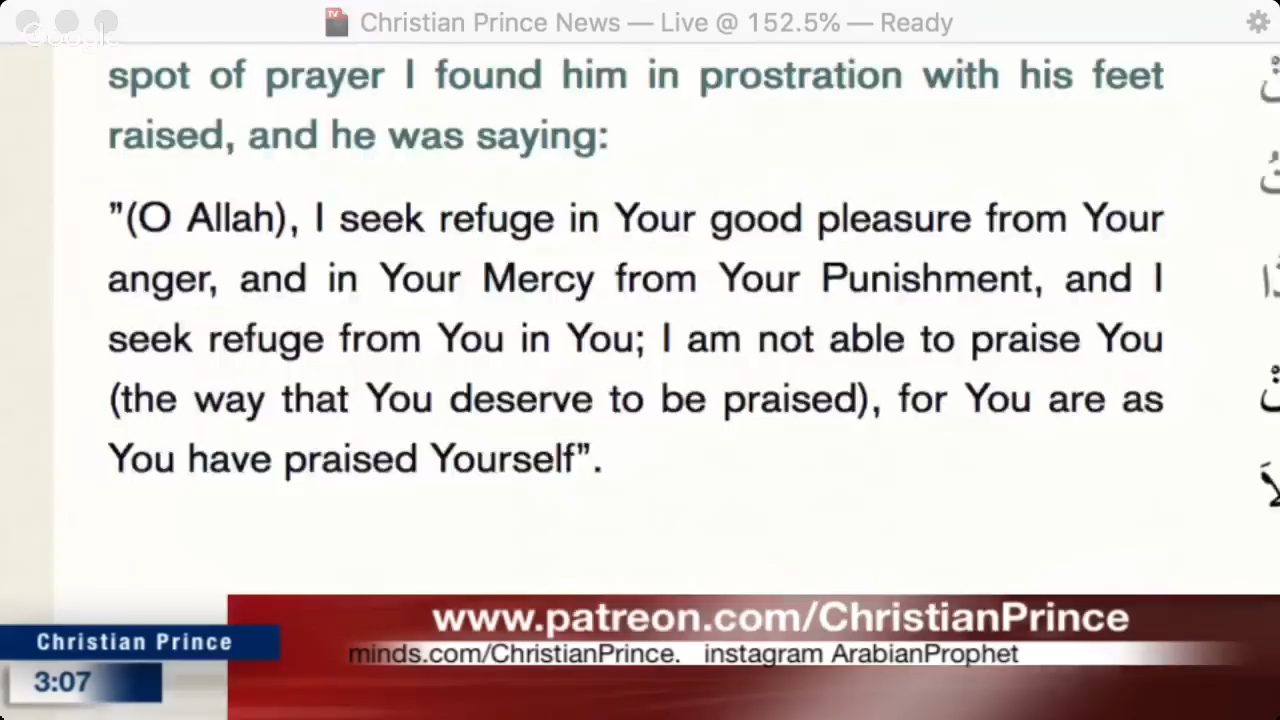 Christian Prince News — Live @ 152.5% — Ready
Google
spot of prayer I found him in prostration with his feet
raised, and he was saying:
”(O Allah), I seek refuge in Your good pleasure from Your
anger, and in Your Mercy from Your Punishment, and I
seek refuge from You in You; I am not able to praise You
(the way that You deserve to be praised), for You are as
You have praised Yourself”.
www.patreon.com/ChristianPrince
Christian Prince
minds.com/ChristianPrince. instagram ArabianProphet
3:07